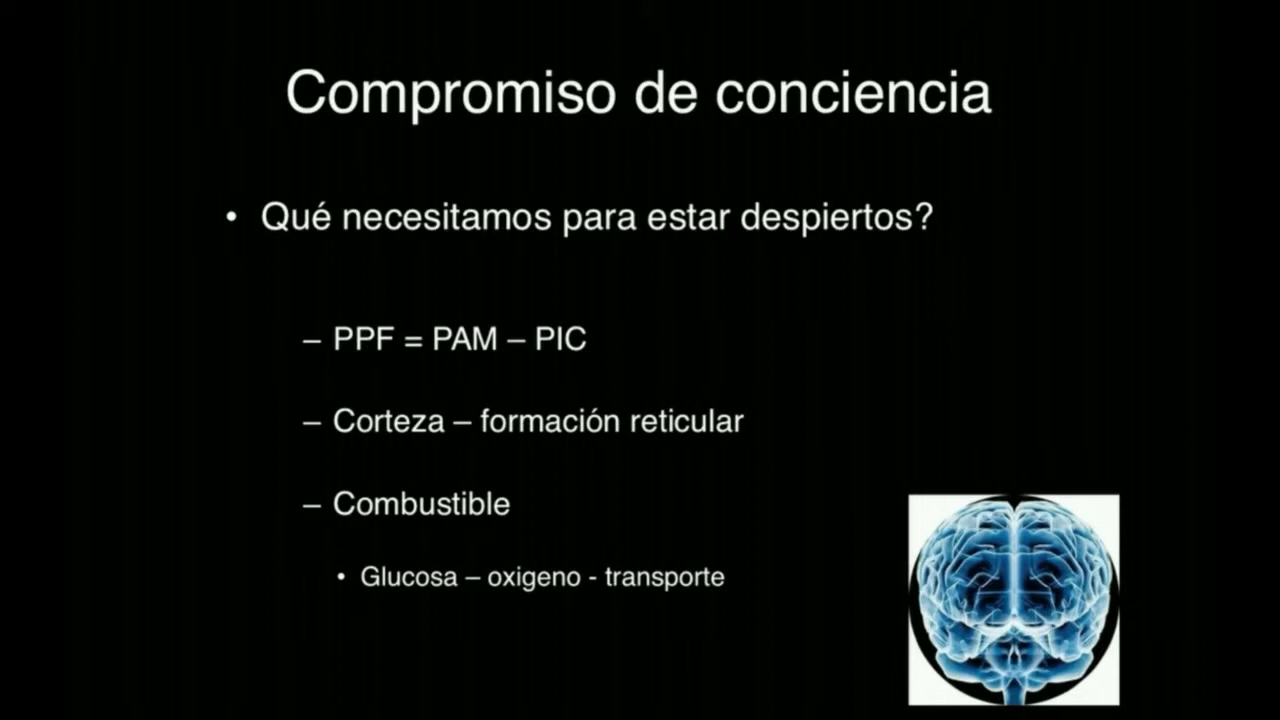 Compromiso de conciencia
• Qué necesitamos para estar despiertos?
– PPF = PAM – PIC
– Corteza – formación reticular
– Combustible
• Glucosa – oxigeno - transporte